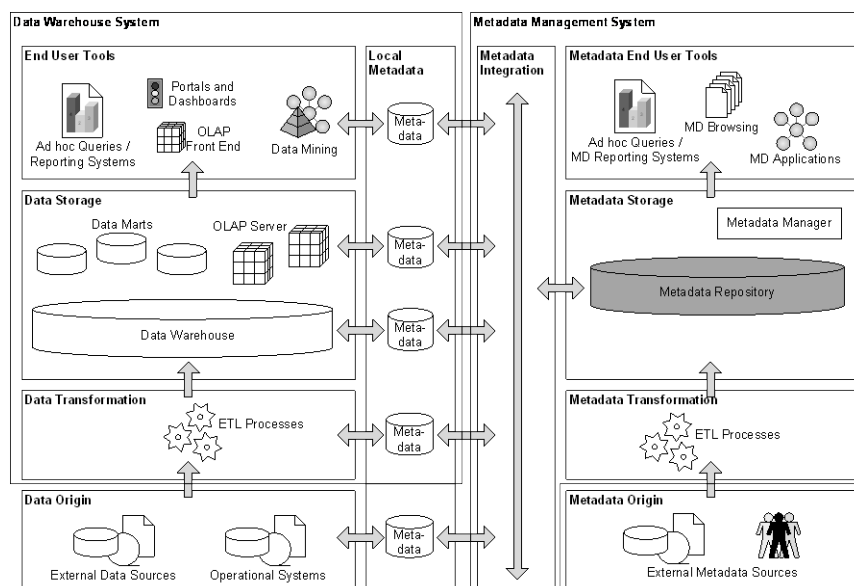 Data Warehouse System
Metadata Management System
End User Tools
Local
Metadata
Metadata
Integration
Metadata End User Tools
Portals and
Dashboards
Ad hoc Queries /
Reporting Systems
OLAP
Front End
Data Mining
Meta-
data
MD Browsing
Ad hoc Queries /
MD Reporting Systems
MD Applications
Data Storage
Data Marts
OLAP Server
Meta-
data
Metadata Storage
Metadata Manager
Data Warehouse
Meta-
data
Metadata Repository
Data Transformation
ETL Processes
Meta-
data
Metadata Transformation
ETL Processes
Data Origin
External Data Sources
Operational Systems
Meta-
data
Metadata Origin
External Metadata Sources